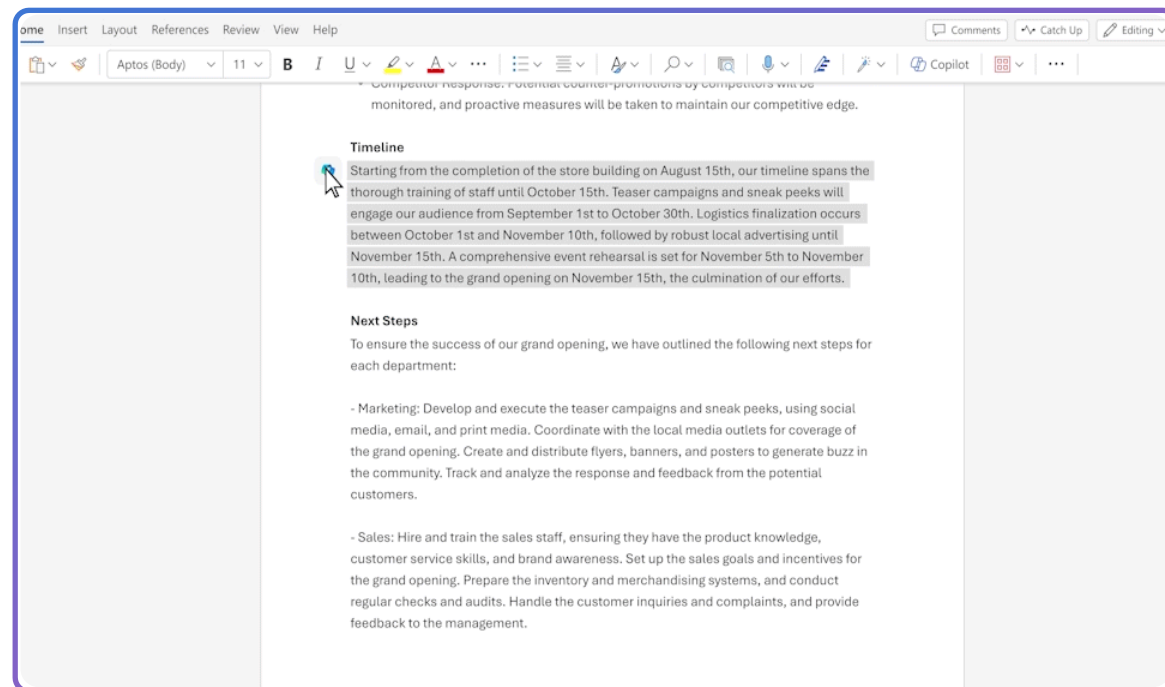 ome Insert Layout References Review View Help Comments Catch Up Editing
Aptos (Body) 11 B I U A A Copilot
Competitor Response: Potential counter-promotions by competitors will be
monitored, and proactive measures will be taken to maintain our competitive edge.
Timeline
Starting from the completion of the store building on August 15th, our timeline spans the
thorough training of staff until October 15th. Teaser campaigns and sneak peeks will
engage our audience from September 1st to October 30th. Logistics finalization occurs
between October 1st and November 10th, followed by robust local advertising until
November 15th. A comprehensive event rehearsal is set for November 5th to November
10th, leading to the grand opening on November 15th, the culmination of our efforts.
Next Steps
To ensure the success of our grand opening, we have outlined the following next steps for
each department:
- Marketing: Develop and execute the teaser campaigns and sneak peeks, using social
media, email, and print media. Coordinate with the local media outlets for coverage of
the grand opening. Create and distribute flyers, banners, and posters to generate buzz in
the community. Track and analyze the response and feedback from the potential
customers.
- Sales: Hire and train the sales staff, ensuring they have the product knowledge,
customer service skills, and brand awareness. Set up the sales goals and incentives for
the grand opening. Prepare the inventory and merchandising systems, and conduct
regular checks and audits. Handle the customer inquiries and complaints, and provide
feedback to the management.